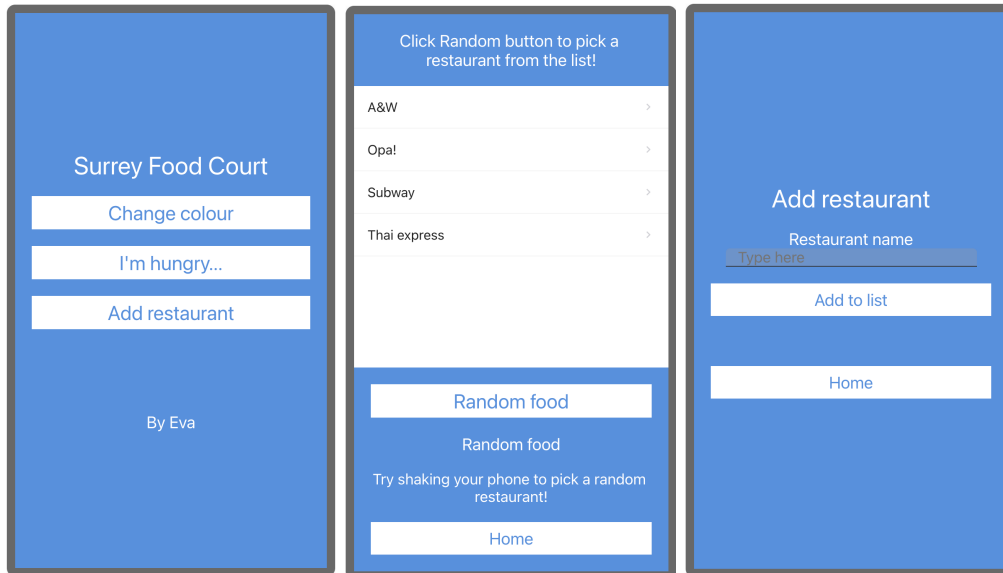 Surrey Food Court
Change colour
I'm hungry...
Add restaurant
By Eva
Click Random button to pick a
restaurant from the list!
A&W
Opa!
Subway
Thai express
Random food
Random food
Try shaking your phone to pick a random
restaurant!
Home
Add restaurant
Restaurant name
Type here
Add to list
Home